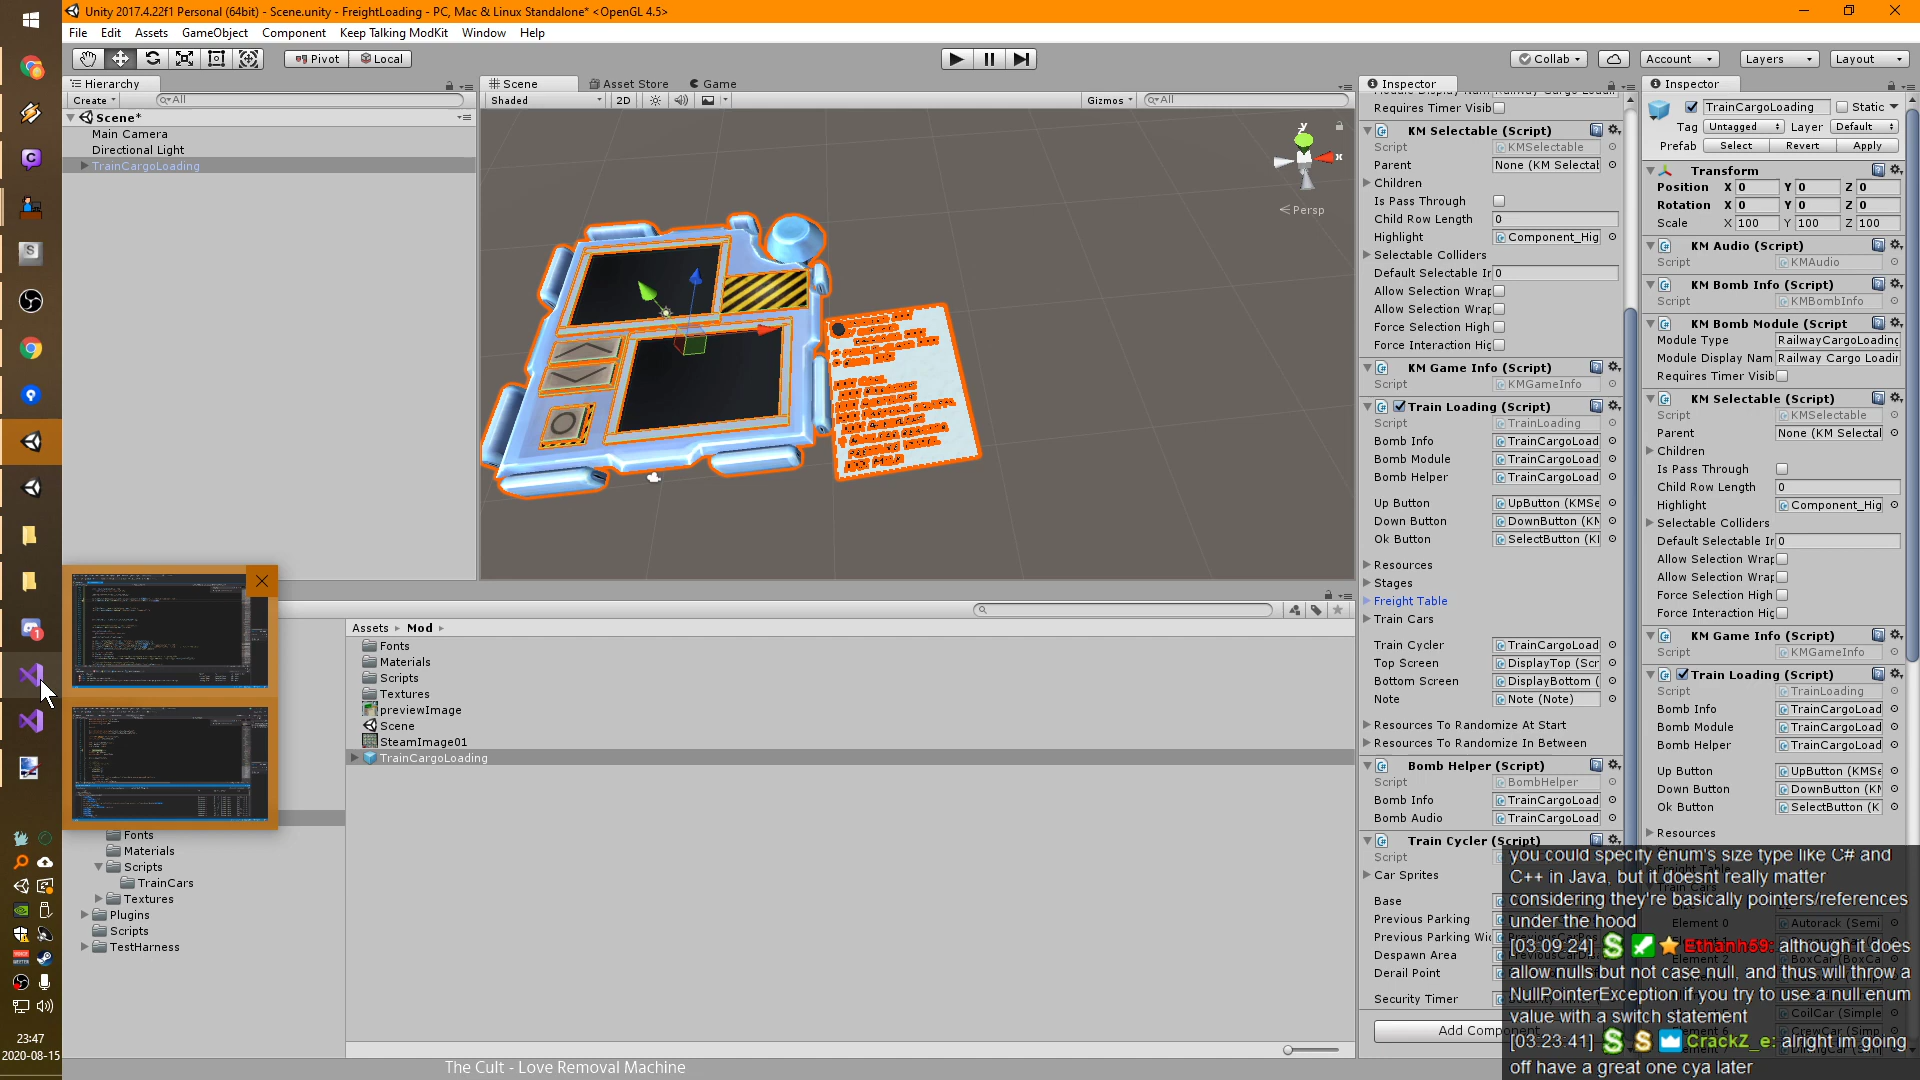 Unity 2017.4.22f1 Personal (64bit) - Scene.unity - FreightLoading - PC, Mac & Linux Standalone* <OpenGL 4.5>
File Edit Assets GameObject Component Keep Talking ModKit Window Help
Pivot Local Collab Account Layers Layout
Hierarchy
Create All
Scene*
Main Camera
Directional Light
TrainCargoLoading
Scene Asset Store Game
Shaded 2D Gizmos All
y
x
Persp
Assets Mod
Fonts
Materials
Scripts
Textures
previewImage
Scene
SteamImage01
TrainCargoLoading
Fonts
Materials
Scripts
TrainCars
Textures
Plugins
Scripts
TestHarness
Inspector
Requires Timer Visib
KM Selectable (Script)
Script KMSelectable
Parent None (KM Selectal
Children
Is Pass Through
Child Row Length 0
Highlight Component_Hig
Selectable Colliders
Default Selectable Ir 0
Allow Selection Wrap
Allow Selection Wrap
Force Selection High
Force Interaction Hig
KM Game Info (Script)
Script KMGameInfo
Train Loading (Script)
Script TrainLoading
Bomb Info TrainCargoLoad
Bomb Module TrainCargoLoad
Bomb Helper TrainCargoLoad
Up Button UpButton (KMSe
Down Button DownButton (KM
Ok Button SelectButton (KI
Resources
Stages
Freight Table
Train Cars
Train Cycler TrainCargoLoad
Top Screen DisplayTop (Scr
Bottom Screen DisplayBottom (
Note Note (Note)
Resources To Randomize At Start
Resources To Randomize In Between
Bomb Helper (Script)
Script BombHelper
Bomb Info TrainCargoLoad
Bomb Audio TrainCargoLoad
Train Cycler (Script)
Script
Car Sprites
Base
Previous Parking
Previous Parking Wi
Despawn Area
Derail Point
Security Timer
Add Component
Inspector
TrainCargoLoading Static
Tag Untagged Layer Default
Prefab Select Revert Apply
Transform
Position X 0 Y 0 Z 0
Rotation X 0 Y 0 Z 0
Scale X 100 Y 100 Z 100
KM Audio (Script)
Script KMAudio
KM Bomb Info (Script)
Script KMBombInfo
KM Bomb Module (Script
Module Type RailwayCargoLoading
Module Display Nam Railway Cargo Loadir
Requires Timer Visib
KM Selectable (Script)
Script KMSelectable
Parent None (KM Selectal
Children
Is Pass Through
Child Row Length 0
Highlight Component_Hig
Selectable Colliders
Default Selectable Ir 0
Allow Selection Wrap
Allow Selection Wrap
Force Selection High
Force Interaction Hig
KM Game Info (Script)
Script KMGameInfo
Train Loading (Script)
Script TrainLoading
Bomb Info TrainCargoLoad
Bomb Module TrainCargoLoad
Bomb Helper TrainCargoLoad
Up Button UpButton (KMSe
Down Button DownButton (KM
Ok Button SelectButton (K
Resources
you could specify enum's size type like C# and
C++ in Java, but it doesnt really matter
considering they're basically pointers/references
under the hood
[03:09:24] Ethanh59: although it does
allow nulls but not case null, and thus will throw a
NullPointerException if you try to use a null enum
value with a switch statement
[03:23:41] CrackZ_e: alright im going
off have a great one cya later
23:47
2020-08-15
The Cult - Love Removal Machine